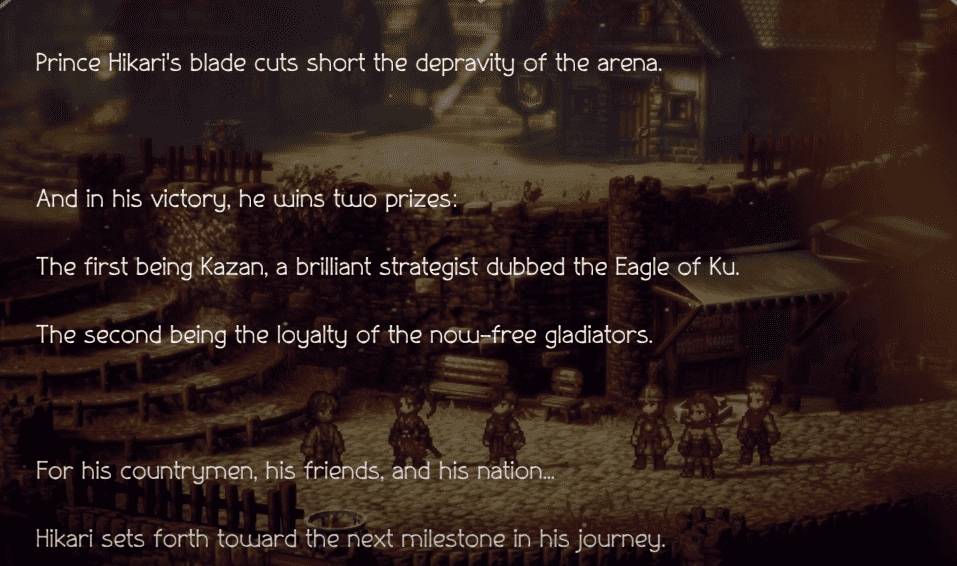 Prince Hikari's blade cuts short the depravity of the arena.
And in his victory, he wins two prizes:
The first being Kazan, a brilliant strategist dubbed the Eagle of Ku.
The second being the loyalty of the now-free gladiators.
For his countrymen, his friends, and his nation...
Hikari sets forth toward the next milestone in his journey.